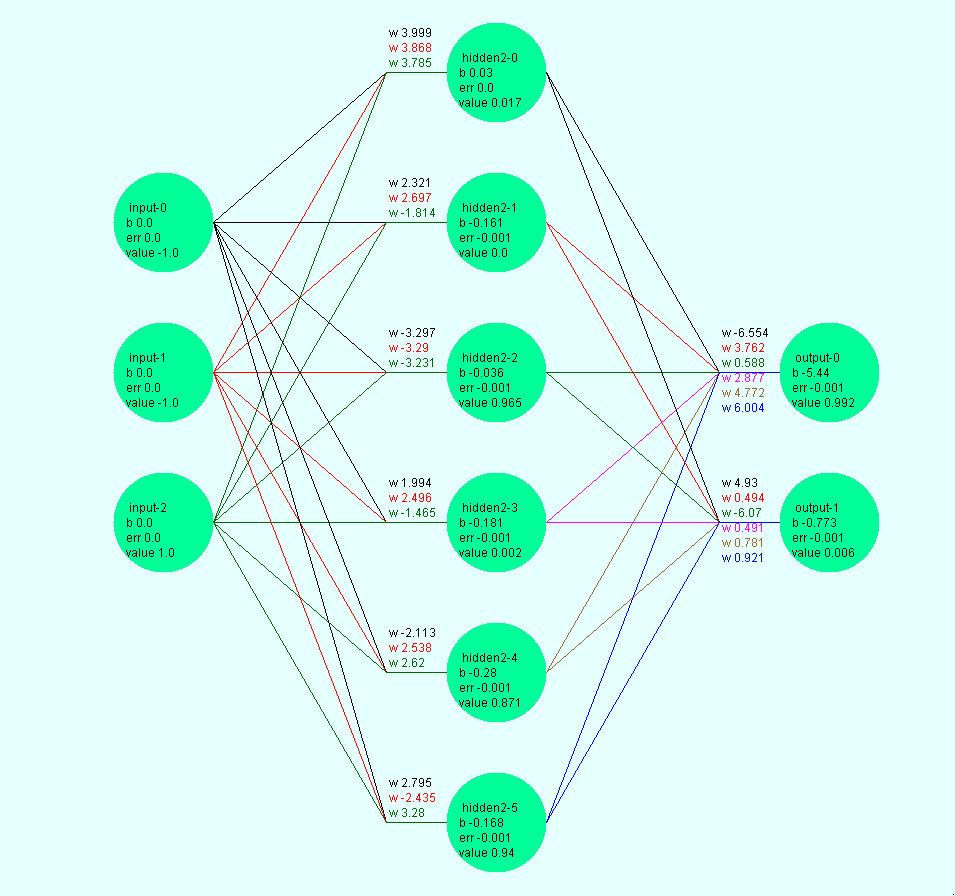 w 3.999
w 3.868
w 3.785
hidden2-0
b 0.03
err 0.0
value 0.017
input-0
b 0.0
err 0.0
value -1.0
w 2.321
w 2.697
w -1.814
hidden2-1
b -0.161
err -0.001
value 0.0
input-1
b 0.0
err 0.0
value -1.0
w -3.297
w -3.29
w -3.231
hidden2-2
b -0.036
err -0.001
value 0.965
w -6.554
w 3.762
w 0.588
w 2.877
w 4.772
w 6.004
output-0
b -5.44
err -0.001
value 0.992
input-2
b 0.0
err 0.0
value 1.0
w 1.994
w 2.496
w -1.465
hidden2-3
b -0.181
err -0.001
value 0.002
w 4.93
w 0.494
w -6.07
w 0.491
w 0.781
w 0.921
output-1
b -0.773
err -0.001
value 0.006
w -2.113
w 2.538
w 2.62
hidden2-4
b -0.28
err -0.001
value 0.871
w 2.795
w -2.435
w 3.28
hidden2-5
b -0.168
err -0.001
value 0.94